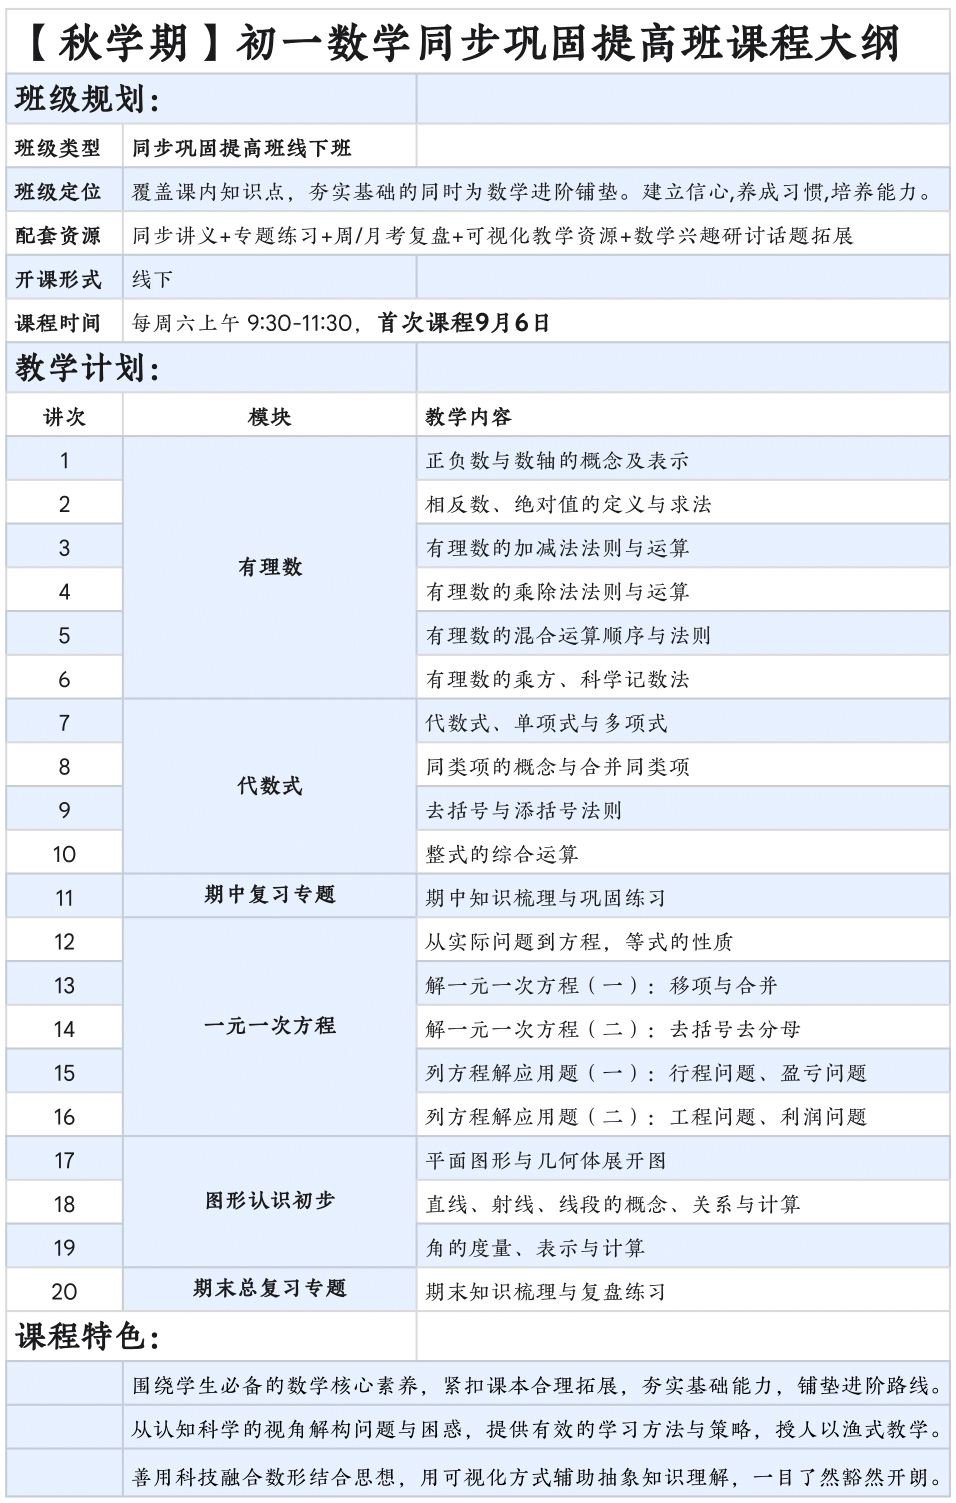 【秋学期】初一数学同步巩固提高班课程大纲
班级规划：
班级类型 同步巩固提高班线下班
班级定位 覆盖课内知识点，夯实基础的同时为数学进阶铺垫。建立信心,养成习惯,培养能力。
配套资源 同步讲义+专题练习+周/月考复盘+可视化教学资源+数学兴趣研讨话题拓展
开课形式 线下
课程时间 每周六上午 9:30-11:30，首次课程9月6日
教学计划：
讲次 模块 教学内容
1 正负数与数轴的概念及表示
2 相反数、绝对值的定义与求法
3 有理数的加减法法则与运算
有理数
4 有理数的乘除法法则与运算
5 有理数的混合运算顺序与法则
6 有理数的乘方、科学记数法
7 代数式、单项式与多项式
8 同类项的概念与合并同类项
代数式
9 去括号与添括号法则
10 整式的综合运算
11 期中复习专题 期中知识梳理与巩固练习
12 从实际问题到方程，等式的性质
13 解一元一次方程（一）：移项与合并
14 一元一次方程 解一元一次方程（二）：去括号去分母
15 列方程解应用题（一）：行程问题、盈亏问题
16 列方程解应用题（二）：工程问题、利润问题
17 平面图形与几何体展开图
18 图形认识初步 直线、射线、线段的概念、关系与计算
19 角的度量、表示与计算
20 期末总复习专题 期末知识梳理与复盘练习
课程特色：
围绕学生必备的数学核心素养，紧扣课本合理拓展，夯实基础能力，铺垫进阶路线。
从认知科学的视角解构问题与困惑，提供有效的学习方法与策略，授人以渔式教学。
善用科技融合数形结合思想，用可视化方式辅助抽象知识理解，一目了然豁然开朗。